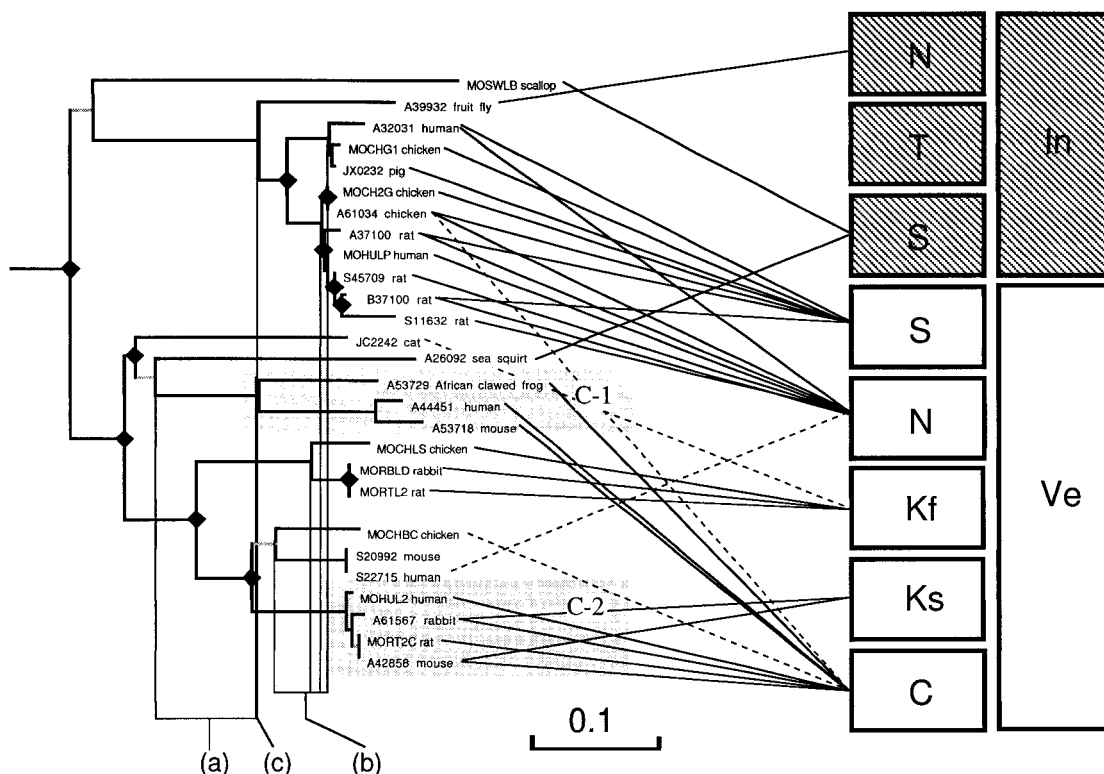 MOSWLB scallop
A39932 fruit fly
A32031 human
MOCHG1 chicken
JX0232 pig
MOCH2G chicken
A61034 chicken
A37100 rat
MOHULP human
S45709 rat
B37100 rat
S11632 rat
JC2242 cat
A26092 sea squirt
A53729 African clawed frog
A44451 human
A53718 mouse
MOCHLS chicken
MORBLD rabbit
MORTL2 rat
MOCHBC chicken
S20992 mouse
S22715 human
MOHUL2 human
A61567 rabbit
MORT2C rat
A42858 mouse
C-1
C-2
N
T
S
S
N
Kf
Ks
C
In
Ve
0.1
(a)
(c)
(b)